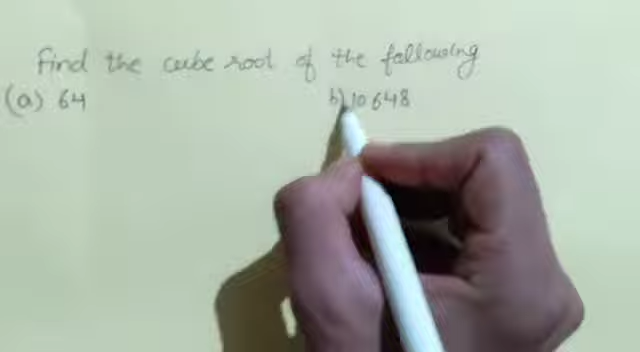 Find the cube root of the following
(a) 64 b) 10648